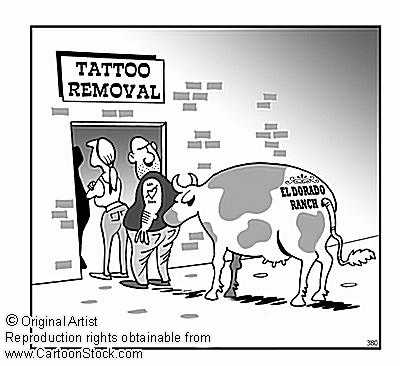 TATTOO
REMOVAL
EL DORADO
RANCH
© Original Artist
Reproduction rights obtainable from
www.CartoonStock.com
380